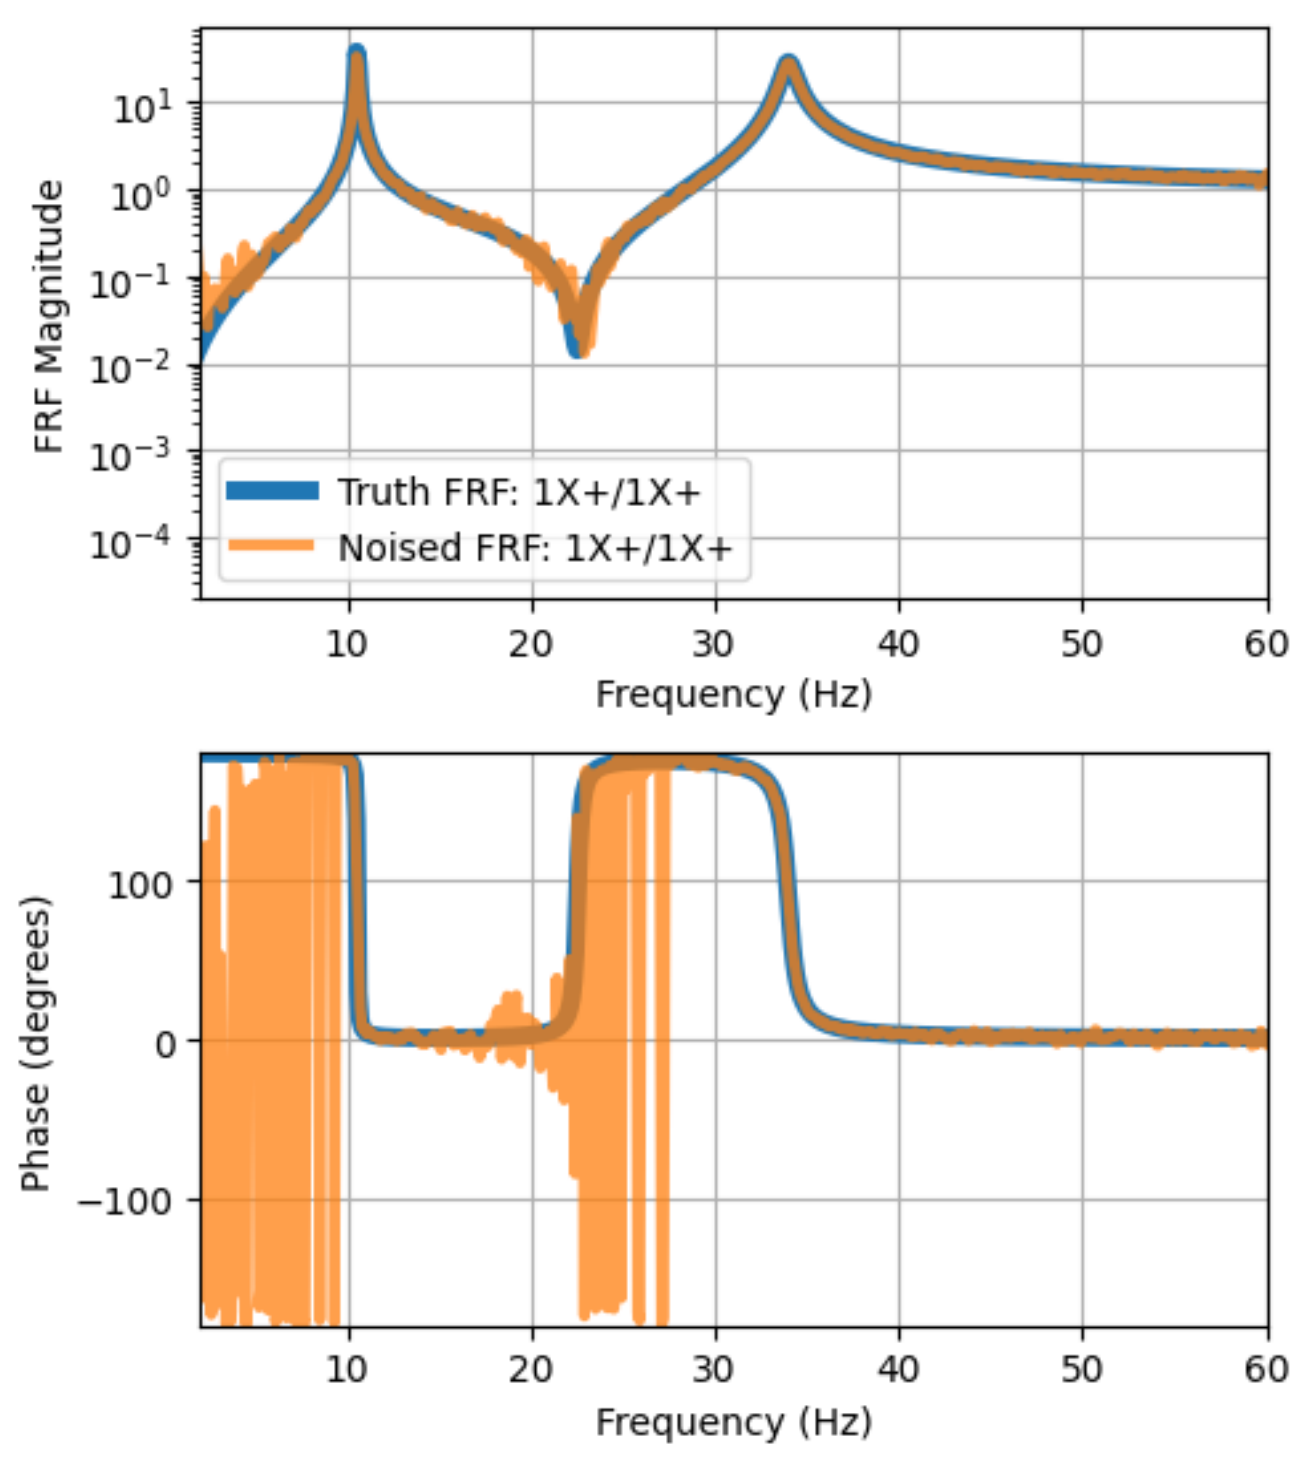 FRF Magnitude
10¹
10⁰
10⁻¹
10⁻²
10⁻³
10⁻⁴
Truth FRF: 1X+/1X+
Noised FRF: 1X+/1X+
10 20 30 40 50 60
Frequency (Hz)
Phase (degrees)
100
0
−100
10 20 30 40 50 60
Frequency (Hz)